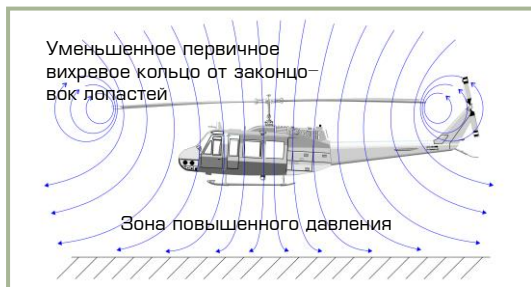 Уменьшенное первичное
вихревое кольцо от законцо–
вок лопастей
Зона повышенного давления